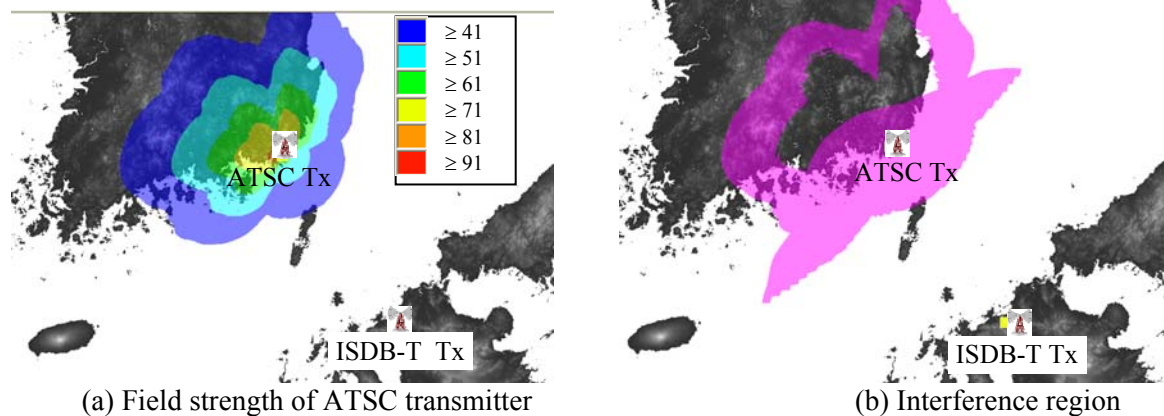 ≥ 41
≥ 51
≥ 61
≥ 71
≥ 81
≥ 91
ATSC Tx
ISDB-T Tx
(a) Field strength of ATSC transmitter
ATSC Tx
ISDB-T Tx
(b) Interference region